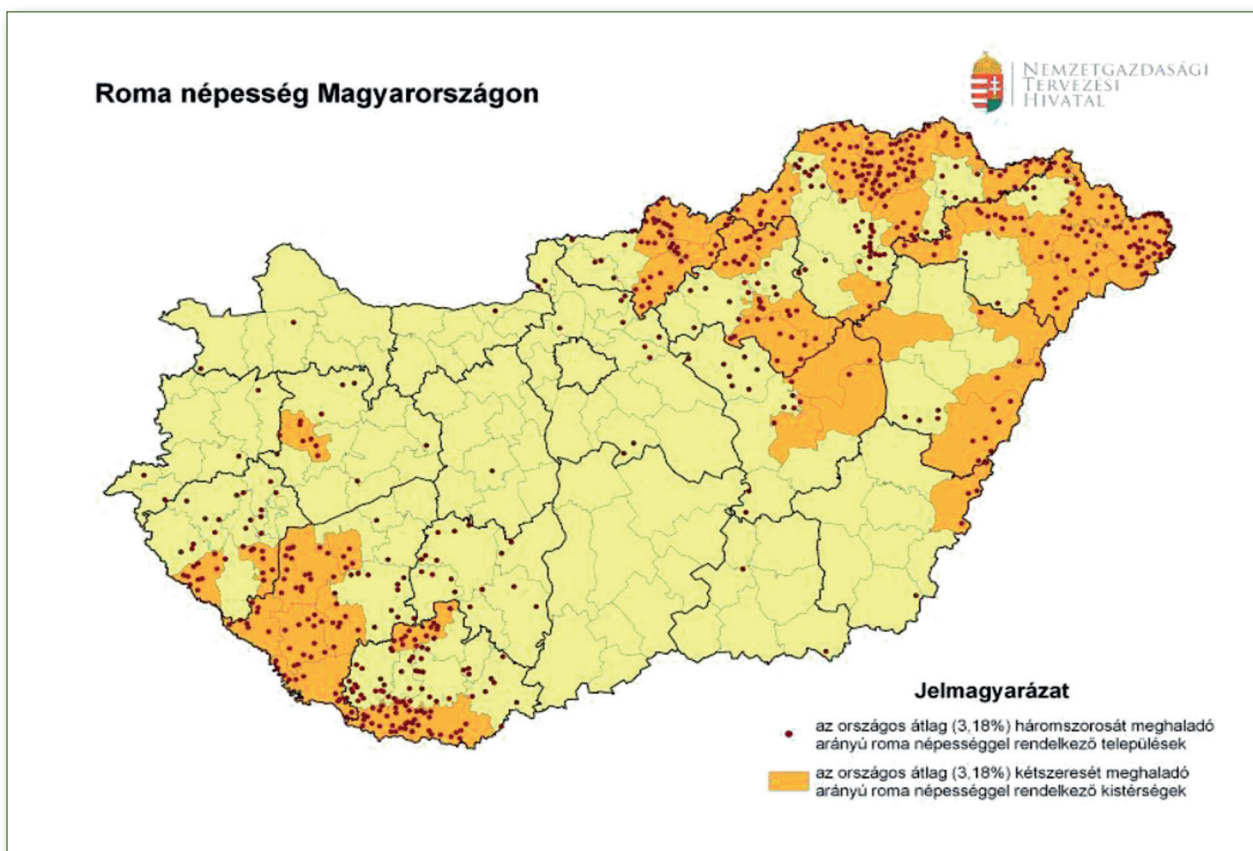 Roma népesség Magyarországon
NEMZETGAZDASÁGI
TERVEZÉSI
HIVATAL
Jelmagyarázat
az országos átlag (3,18%) háromszorosát meghaladó
arányú roma népességgel rendelkező települések
az országos átlag (3,18%) kétszeresét meghaladó
arányú roma népességgel rendelkező kistérségek